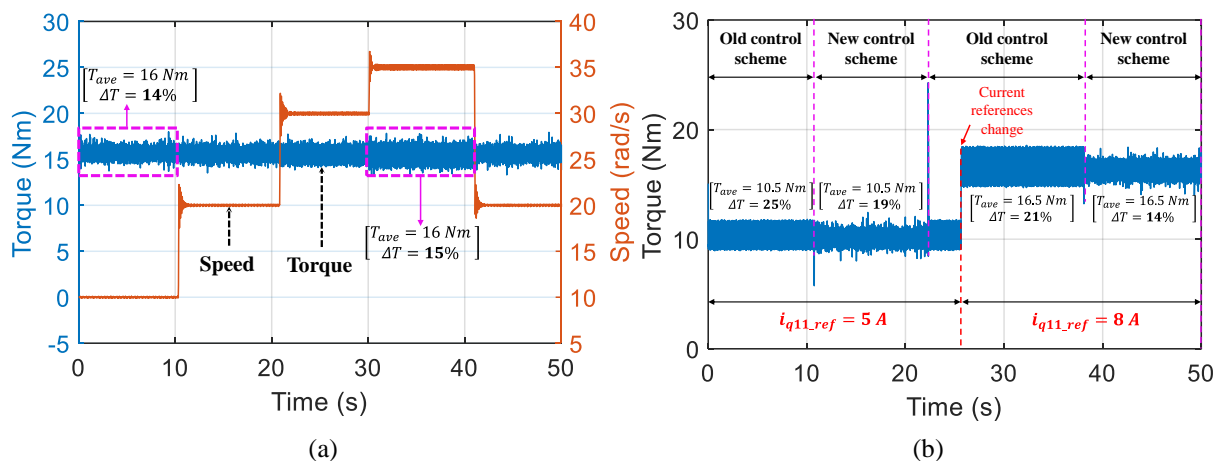 30
25
20
15
10
5
0
-5
Torque (Nm)
40
35
30
25
20
15
10
5
Speed (rad/s)
[T_ave = 16 Nm
ΔT = 14%]
[T_ave = 16 Nm
ΔT = 15%]
Speed
Torque
0
10
20
30
40
50
Time (s)
(a)
30
20
10
0
Torque (Nm)
Old control
scheme
New control
scheme
Old control
scheme
New control
scheme
Current
references
change
[T_ave = 10.5 Nm
ΔT = 25%]
[T_ave = 10.5 Nm
ΔT = 19%]
[T_ave = 16.5 Nm
ΔT = 21%]
[T_ave = 16.5 Nm
ΔT = 14%]
i_q11_ref = 5 A
i_q11_ref = 8 A
0
10
20
30
40
50
Time (s)
(b)